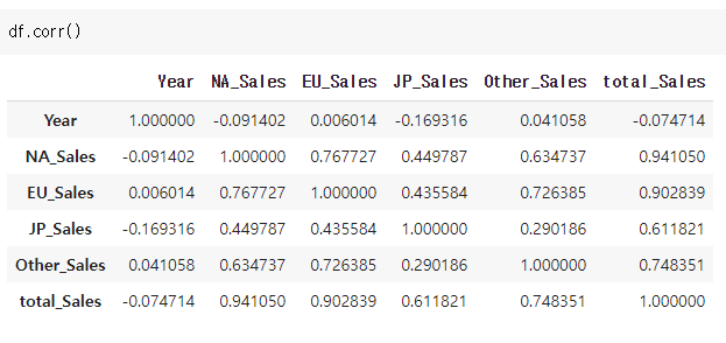 df.corr()
Year NA_Sales EU_Sales JP_Sales Other_Sales total_Sales
Year 1.000000 -0.091402 0.006014 -0.169316 0.041058 -0.074714
NA_Sales -0.091402 1.000000 0.767727 0.449787 0.634737 0.941050
EU_Sales 0.006014 0.767727 1.000000 0.435584 0.726385 0.902839
JP_Sales -0.169316 0.449787 0.435584 1.000000 0.290186 0.611821
Other_Sales 0.041058 0.634737 0.726385 0.290186 1.000000 0.748351
total_Sales -0.074714 0.941050 0.902839 0.611821 0.748351 1.000000